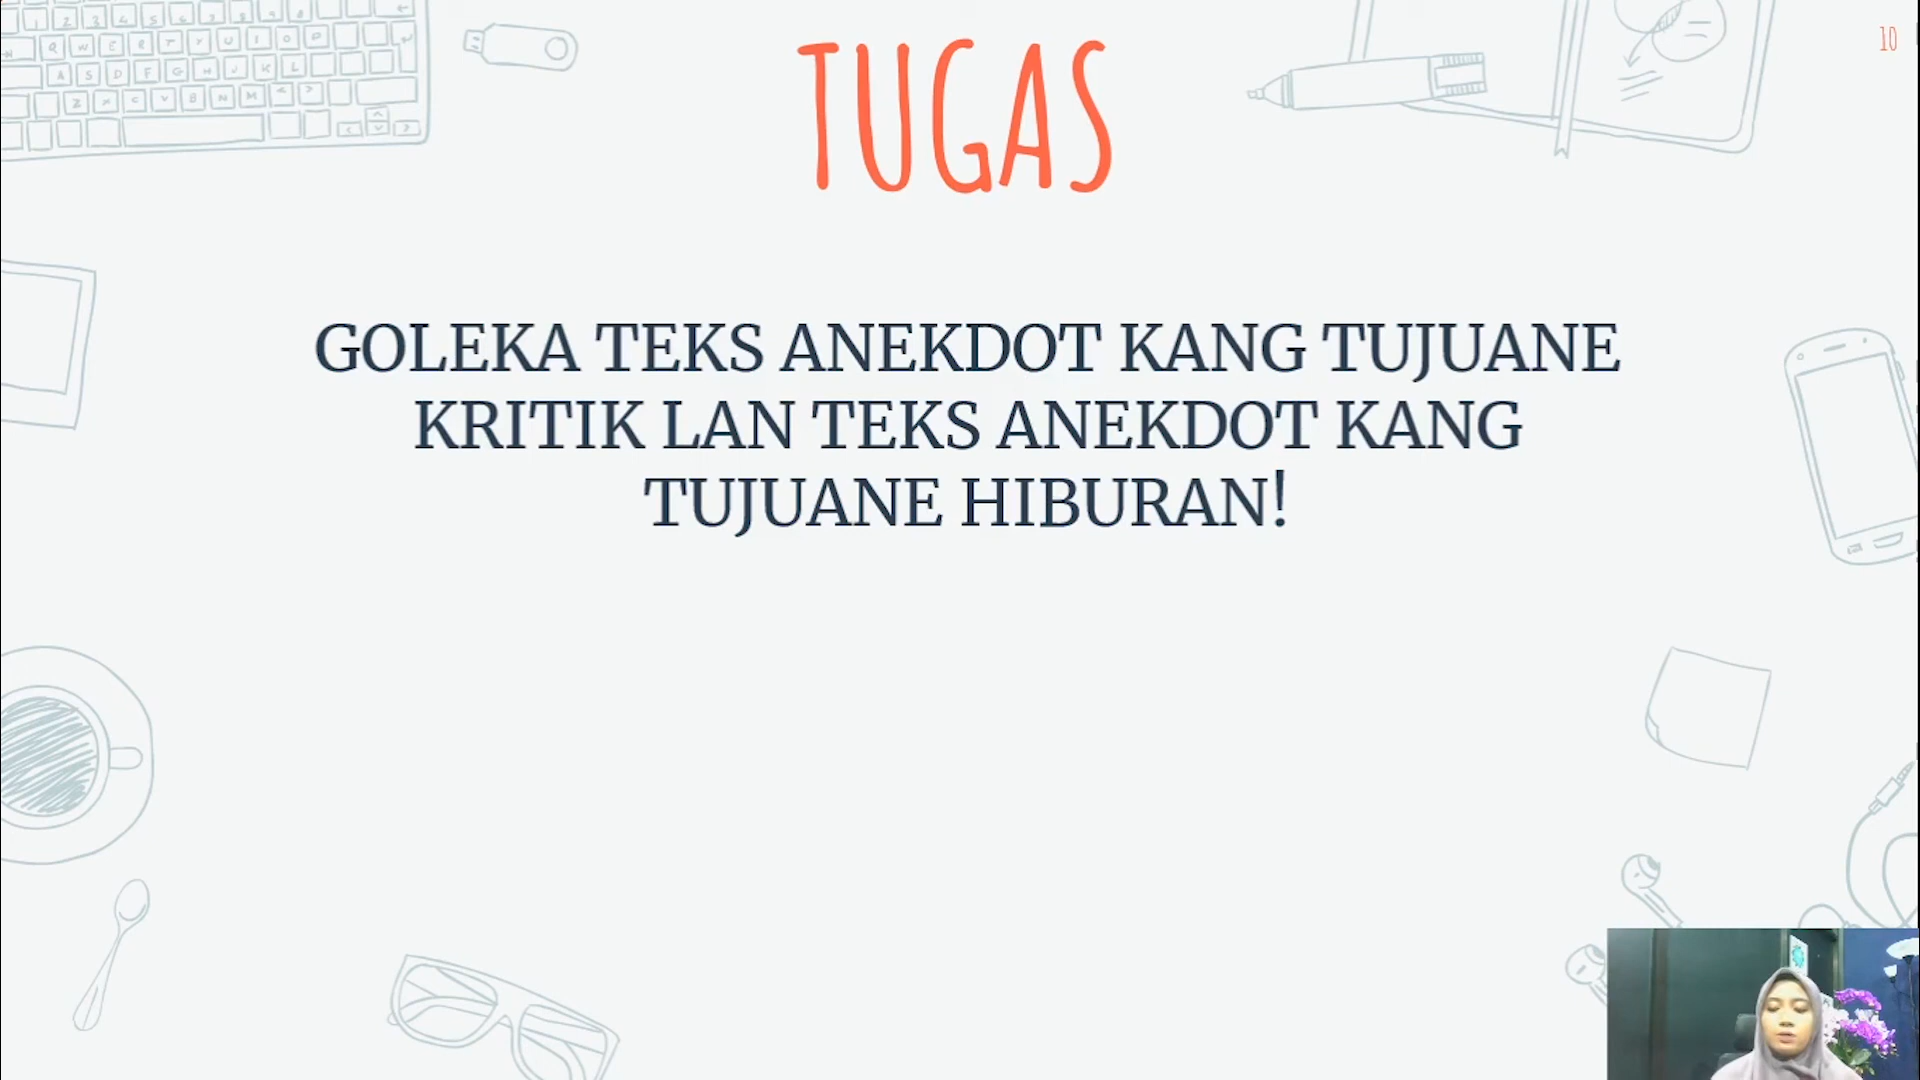 TUGAS
10
GOLEKA TEKS ANEKDOT KANG TUJUANE
KRITIK LAN TEKS ANEKDOT KANG
TUJUANE HIBURAN!